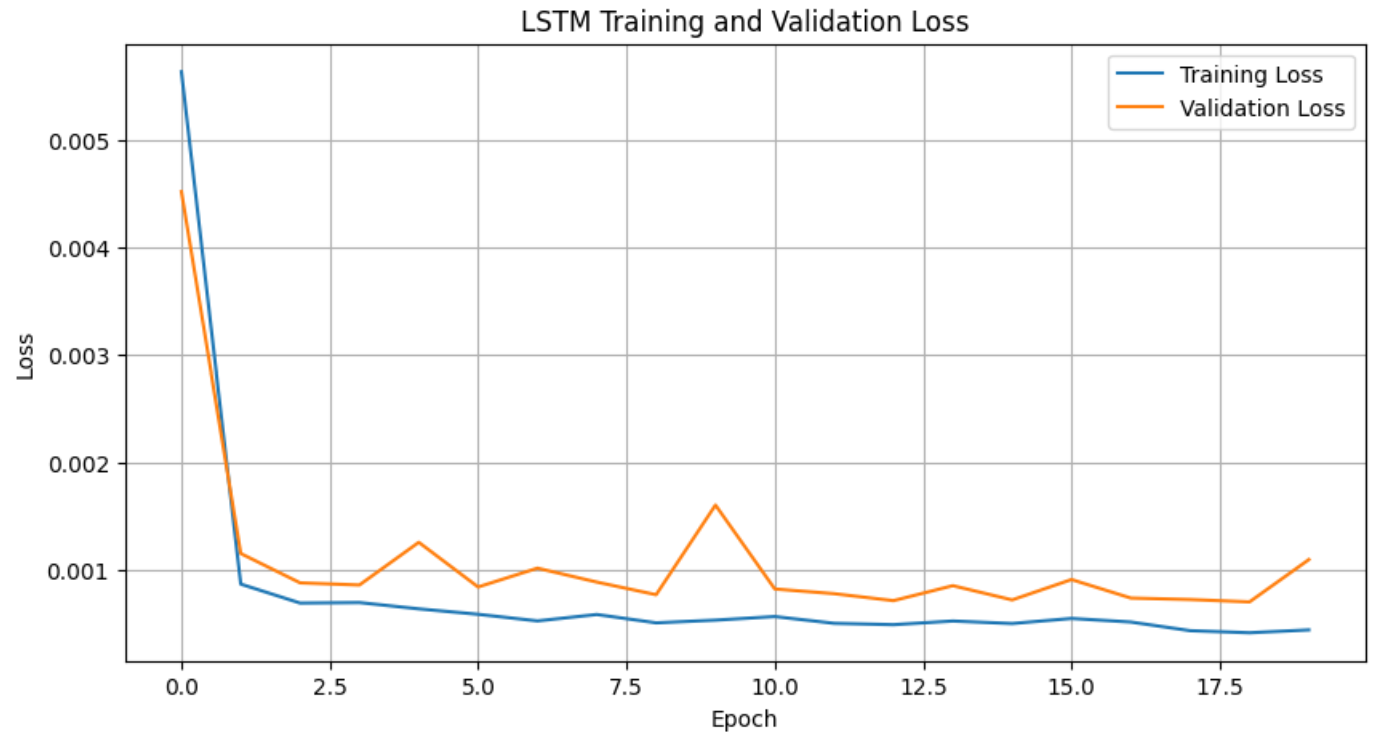 LSTM Training and Validation Loss
Training Loss
Validation Loss
0.005
0.004
0.003
0.002
0.001
Loss
0.0 2.5 5.0 7.5 10.0 12.5 15.0 17.5
Epoch